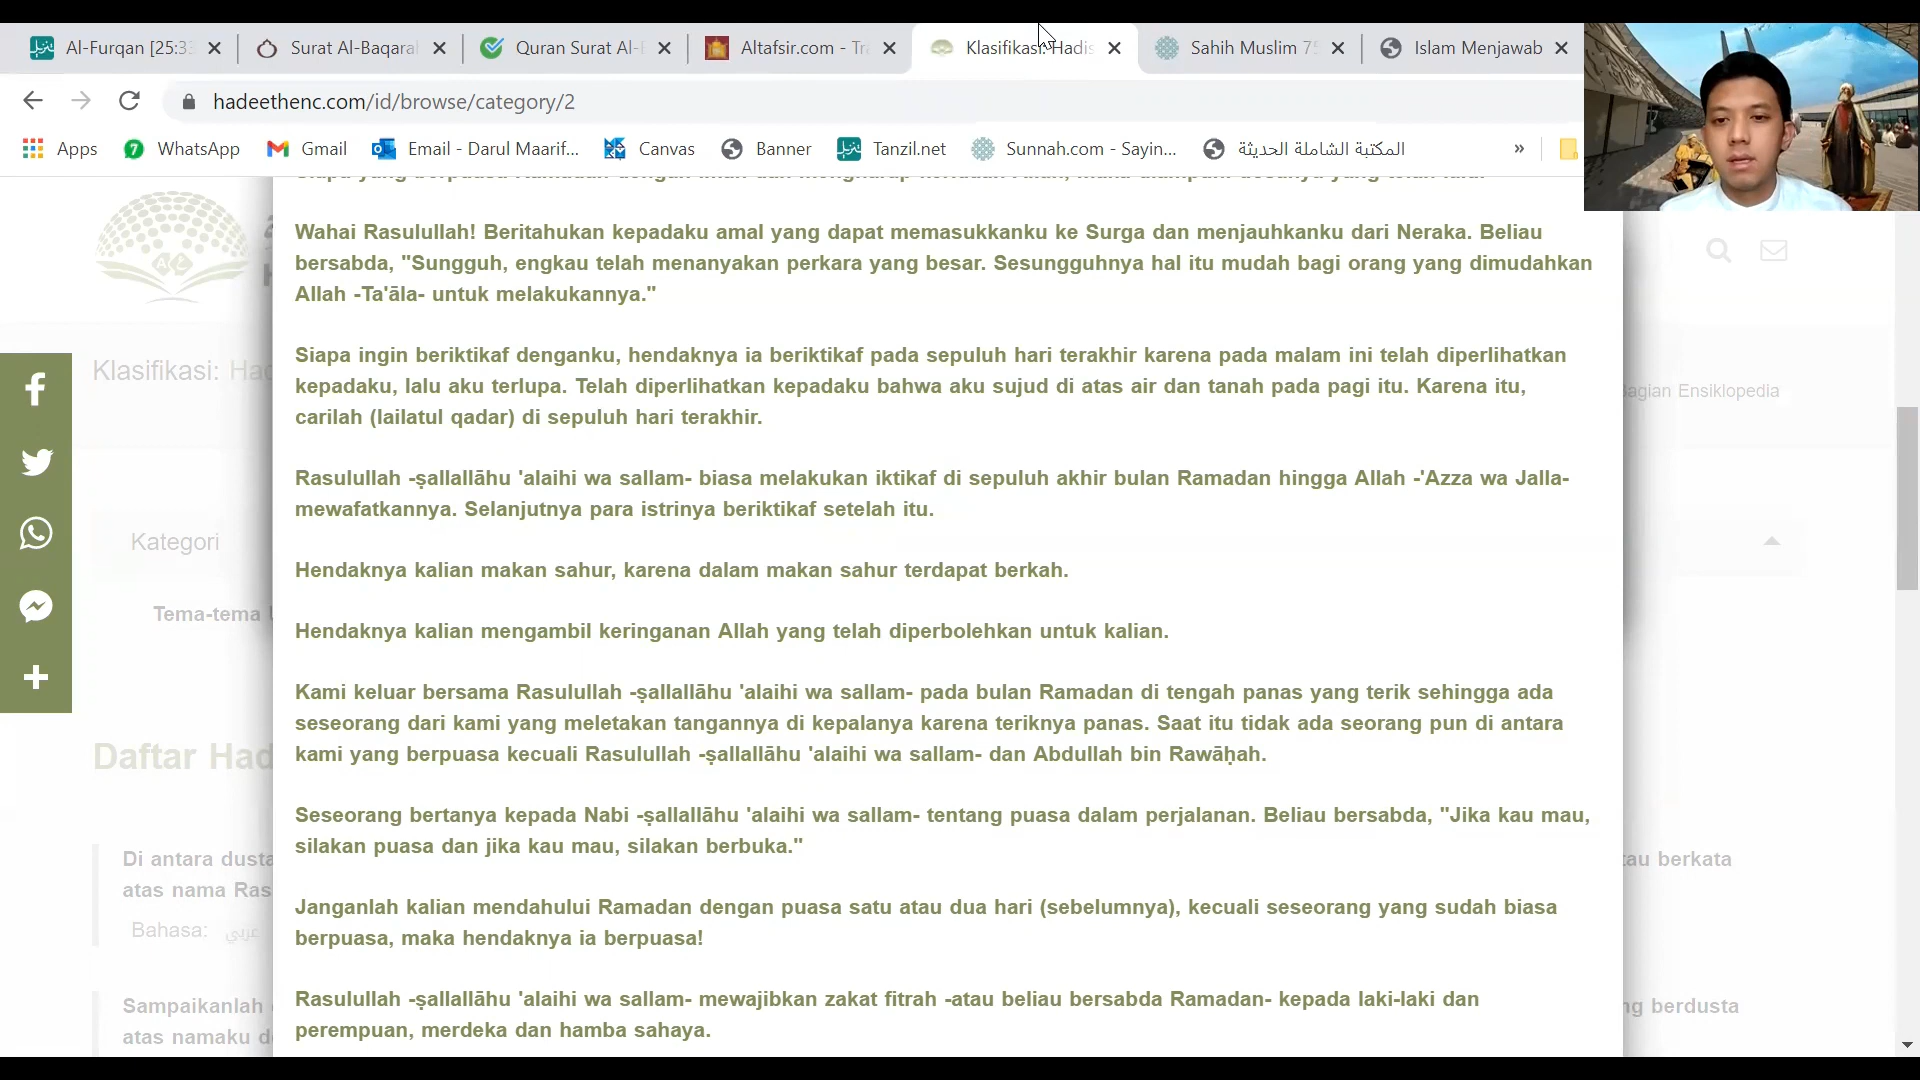 Al-Furqan [25:3
Surat Al-Baqara
Quran Surat Al-
Altafsir.com - Tr
Klasifikasi: Hadis
Sahih Muslim 75
Islam Menjawab
hadeethenc.com/id/browse/category/2
Apps
WhatsApp
Gmail
Email - Darul Maarif...
Canvas
Banner
Tanzil.net
Sunnah.com - Sayin...
المكتبة الشاملة الحديثة
»
Wahai Rasulullah! Beritahukan kepadaku amal yang dapat memasukkanku ke Surga dan menjauhkanku dari Neraka. Beliau
bersabda, "Sungguh, engkau telah menanyakan perkara yang besar. Sesungguhnya hal itu mudah bagi orang yang dimudahkan
Allah -Ta'āla- untuk melakukannya."
Siapa ingin beriktikaf denganku, hendaknya ia beriktikaf pada sepuluh hari terakhir karena pada malam ini telah diperlihatkan
kepadaku, lalu aku terlupa. Telah diperlihatkan kepadaku bahwa aku sujud di atas air dan tanah pada pagi itu. Karena itu,
carilah (lailatul qadar) di sepuluh hari terakhir.
Rasulullah -ṣallallāhu 'alaihi wa sallam- biasa melakukan iktikaf di sepuluh akhir bulan Ramadan hingga Allah -'Azza wa Jalla-
mewafatkannya. Selanjutnya para istrinya beriktikaf setelah itu.
Hendaknya kalian makan sahur, karena dalam makan sahur terdapat berkah.
Hendaknya kalian mengambil keringanan Allah yang telah diperbolehkan untuk kalian.
Kami keluar bersama Rasulullah -ṣallallāhu 'alaihi wa sallam- pada bulan Ramadan di tengah panas yang terik sehingga ada
seseorang dari kami yang meletakan tangannya di kepalanya karena teriknya panas. Saat itu tidak ada seorang pun di antara
kami yang berpuasa kecuali Rasulullah -ṣallallāhu 'alaihi wa sallam- dan Abdullah bin Rawāḥah.
Seseorang bertanya kepada Nabi -ṣallallāhu 'alaihi wa sallam- tentang puasa dalam perjalanan. Beliau bersabda, "Jika kau mau,
silakan puasa dan jika kau mau, silakan berbuka."
Janganlah kalian mendahului Ramadan dengan puasa satu atau dua hari (sebelumnya), kecuali seseorang yang sudah biasa
berpuasa, maka hendaknya ia berpuasa!
Rasulullah -ṣallallāhu 'alaihi wa sallam- mewajibkan zakat fitrah -atau beliau bersabda Ramadan- kepada laki-laki dan
perempuan, merdeka dan hamba sahaya.
Klasifikasi: Had
agian Ensiklopedia
Kategori
Tema-tema
Daftar Had
Di antara dusta
au berkata
atas nama Ras
Bahasa: عربي
Sampaikanlah
ng berdusta
atas namaku d